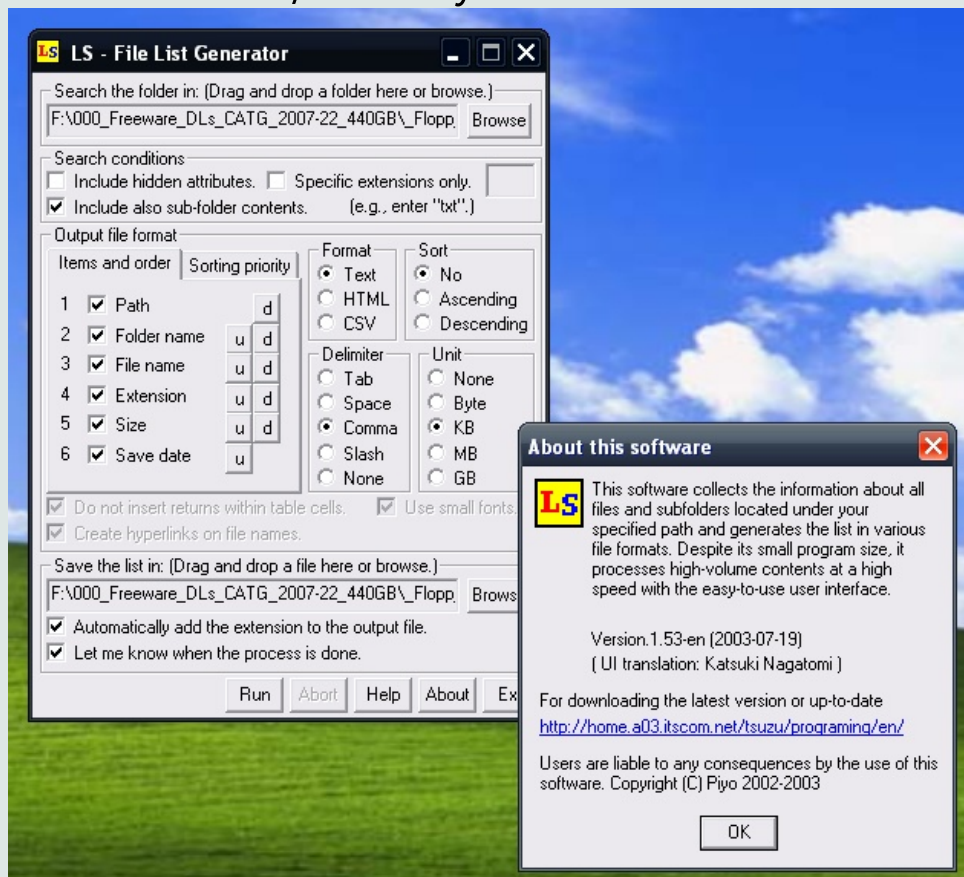 LS LS - File List Generator
Search the folder in: (Drag and drop a folder here or browse.)
F:\000_Freeware_DLs_CATG_2007-22_440GB\_Flopp. Browse
Search conditions
Include hidden attributes. Specific extensions only.
Include also sub-folder contents. (e.g., enter "txt".)
Output file format
Items and order Sorting priority
1 Path d
2 Folder name u d
3 File name u d
4 Extension u d
5 Size u d
6 Save date u
Format
Text
HTML
CSV
Sort
No
Ascending
Descending
Delimiter
Tab
Space
Comma
Slash
None
Unit
None
Byte
KB
MB
GB
Do not insert returns within table cells. Use small fonts.
Create hyperlinks on file names.
Save the list in: (Drag and drop a file here or browse.)
F:\000_Freeware_DLs_CATG_2007-22_440GB\_Flopp. Brows
Automatically add the extension to the output file.
Let me know when the process is done.
Run Abort Help About Ex
About this software
LS
This software collects the information about all
files and subfolders located under your
specified path and generates the list in various
file formats. Despite its small program size, it
processes high-volume contents at a high
speed with the easy-to-use user interface.
Version.1.53-en (2003-07-19)
( UI translation: Katsuki Nagatomi )
For downloading the latest version or up-to-date
http://home.a03.itscom.net/tsuzu/programing/en/
Users are liable to any consequences by the use of this
software. Copyright (C) Piyo 2002-2003
OK